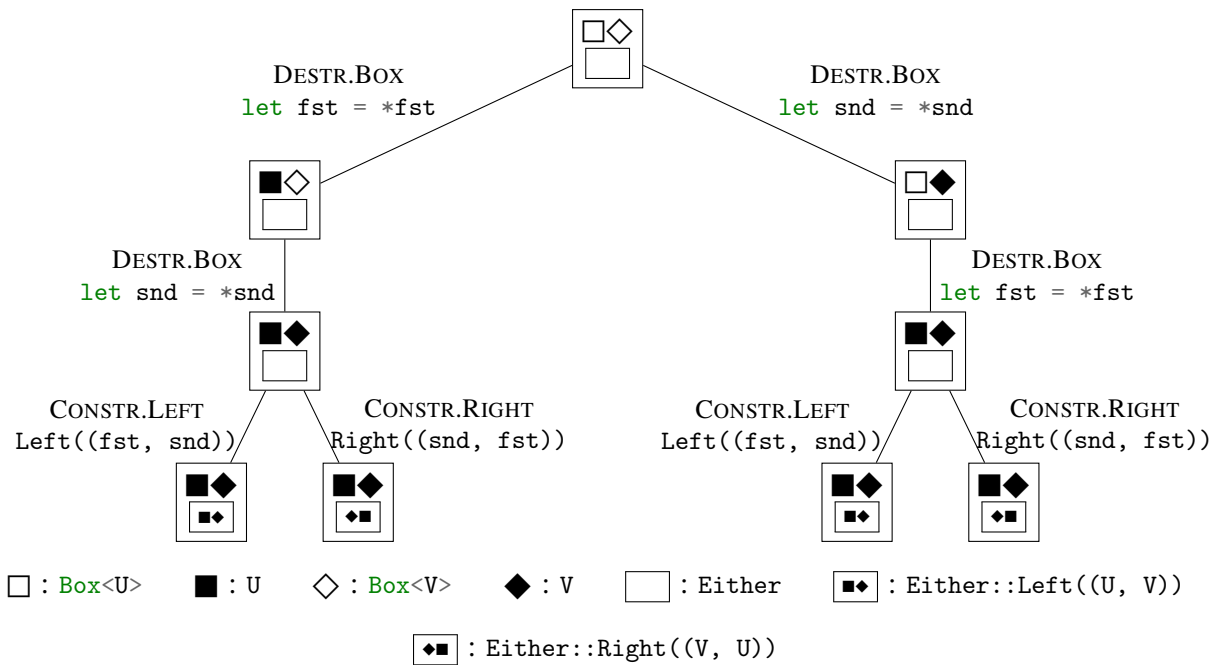 DESTR.BOX
let fst = *fst
DESTR.BOX
let snd = *snd
DESTR.BOX
let snd = *snd
DESTR.BOX
let fst = *fst
CONSTR.LEFT
Left((fst, snd))
CONSTR.RIGHT
Right((snd, fst))
CONSTR.LEFT
Left((fst, snd))
CONSTR.RIGHT
Right((snd, fst))
: Box<U> : U : Box<V> : V : Either : Either::Left((U, V))
: Either::Right((V, U))